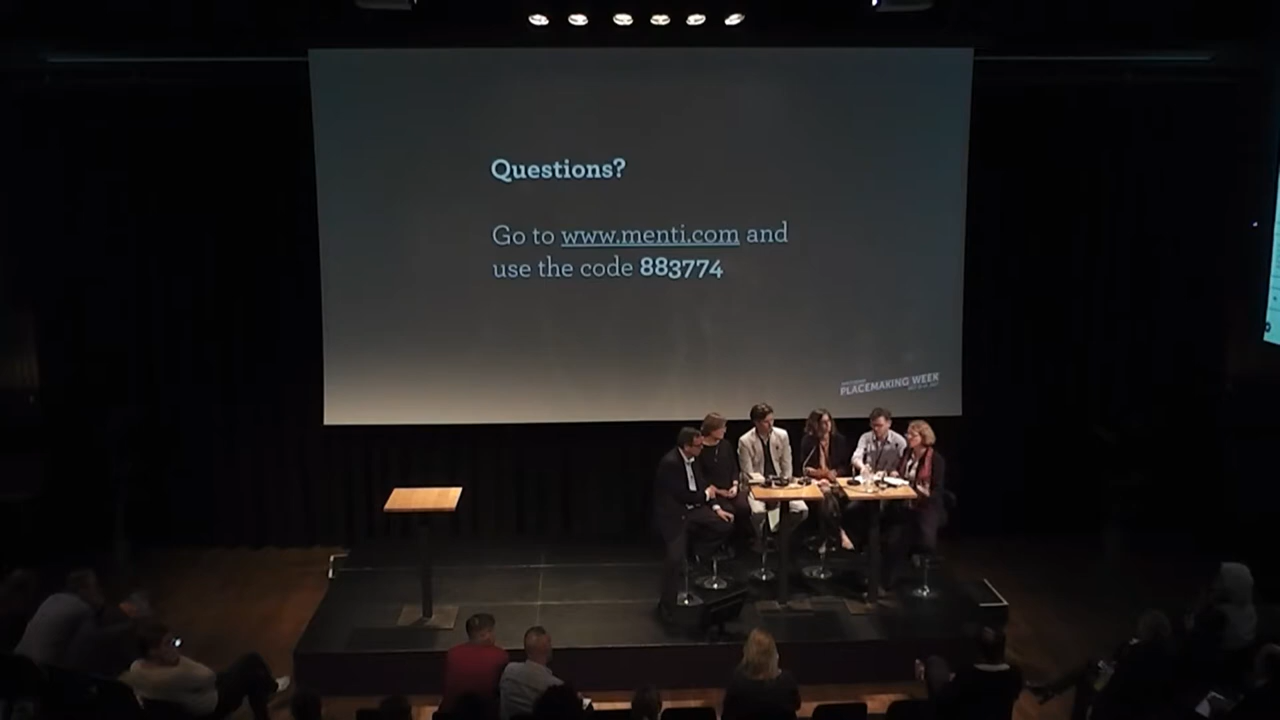 Questions?
Go to www.menti.com and
use the code 883774
PLACEMAKING WEEK